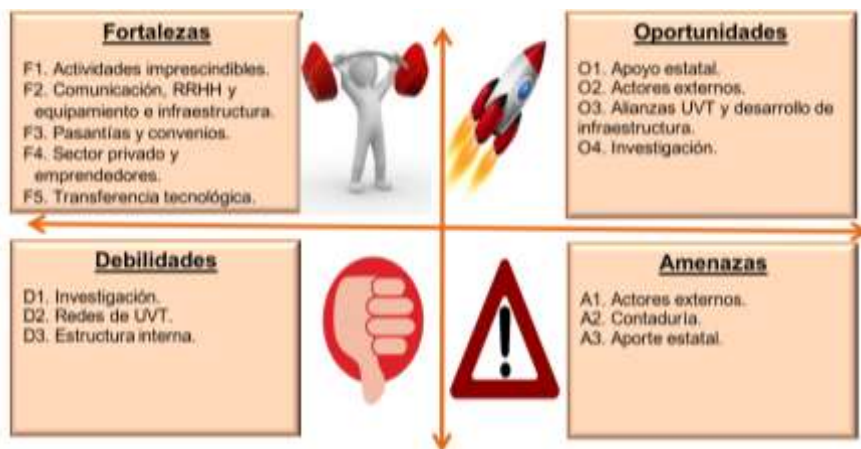 Fortalezas
F1. Actividades imprescindibles.
F2. Comunicación, RRHH y
equipamiento e infraestructura.
F3. Pasantías y convenios.
F4. Sector privado y
emprendedores.
F5. Transferencia tecnológica.
Oportunidades
O1. Apoyo estatal.
O2. Actores externos.
O3. Alianzas UVT y desarrollo de
infraestructura.
O4. Investigación.
Debilidades
D1. Investigación.
D2. Redes de UVT.
D3. Estructura interna.
Amenazas
A1. Actores externos.
A2. Contaduría.
A3. Aporte estatal.